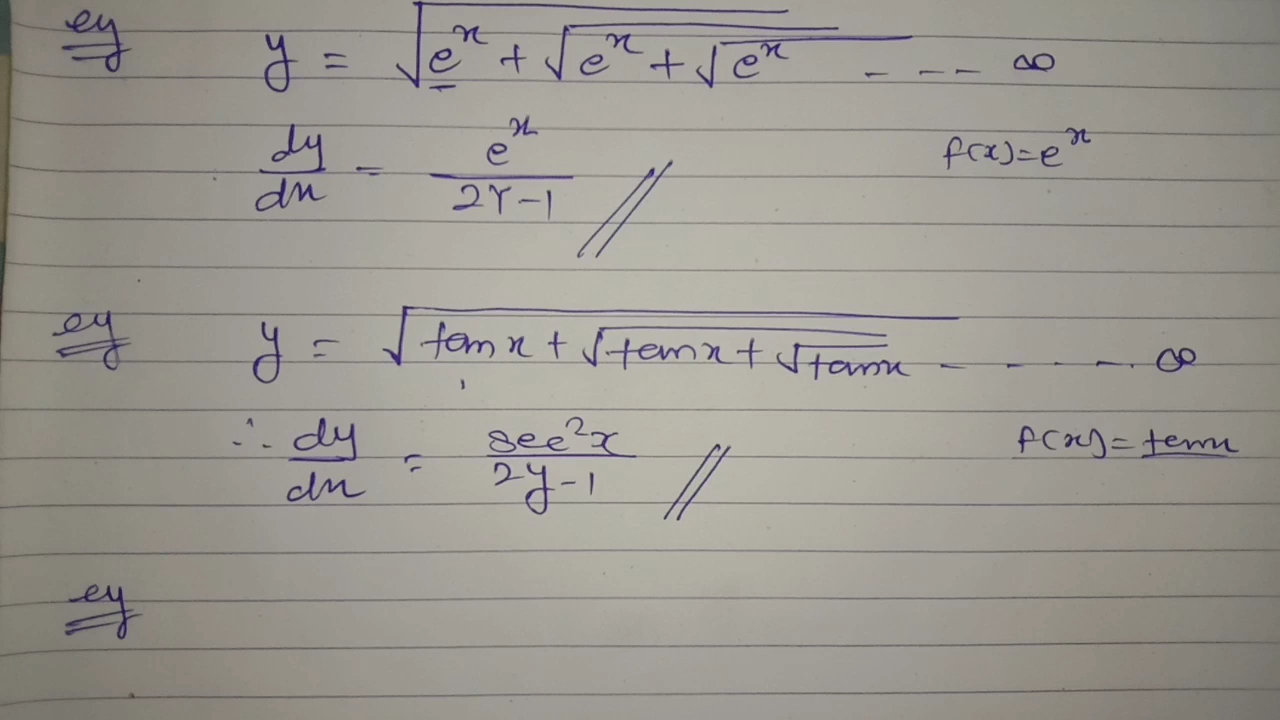 eg y = √(e^x + √(e^x + √(e^x - - - ∞
dy/dx = e^x/(2Y-1) // f(x)=e^x
eg y = √(tan x + √(tan x + √(tan x - - - - . ∞
∴ dy/dx = sec²x/(2y-1) // f(x) = tan x
eg